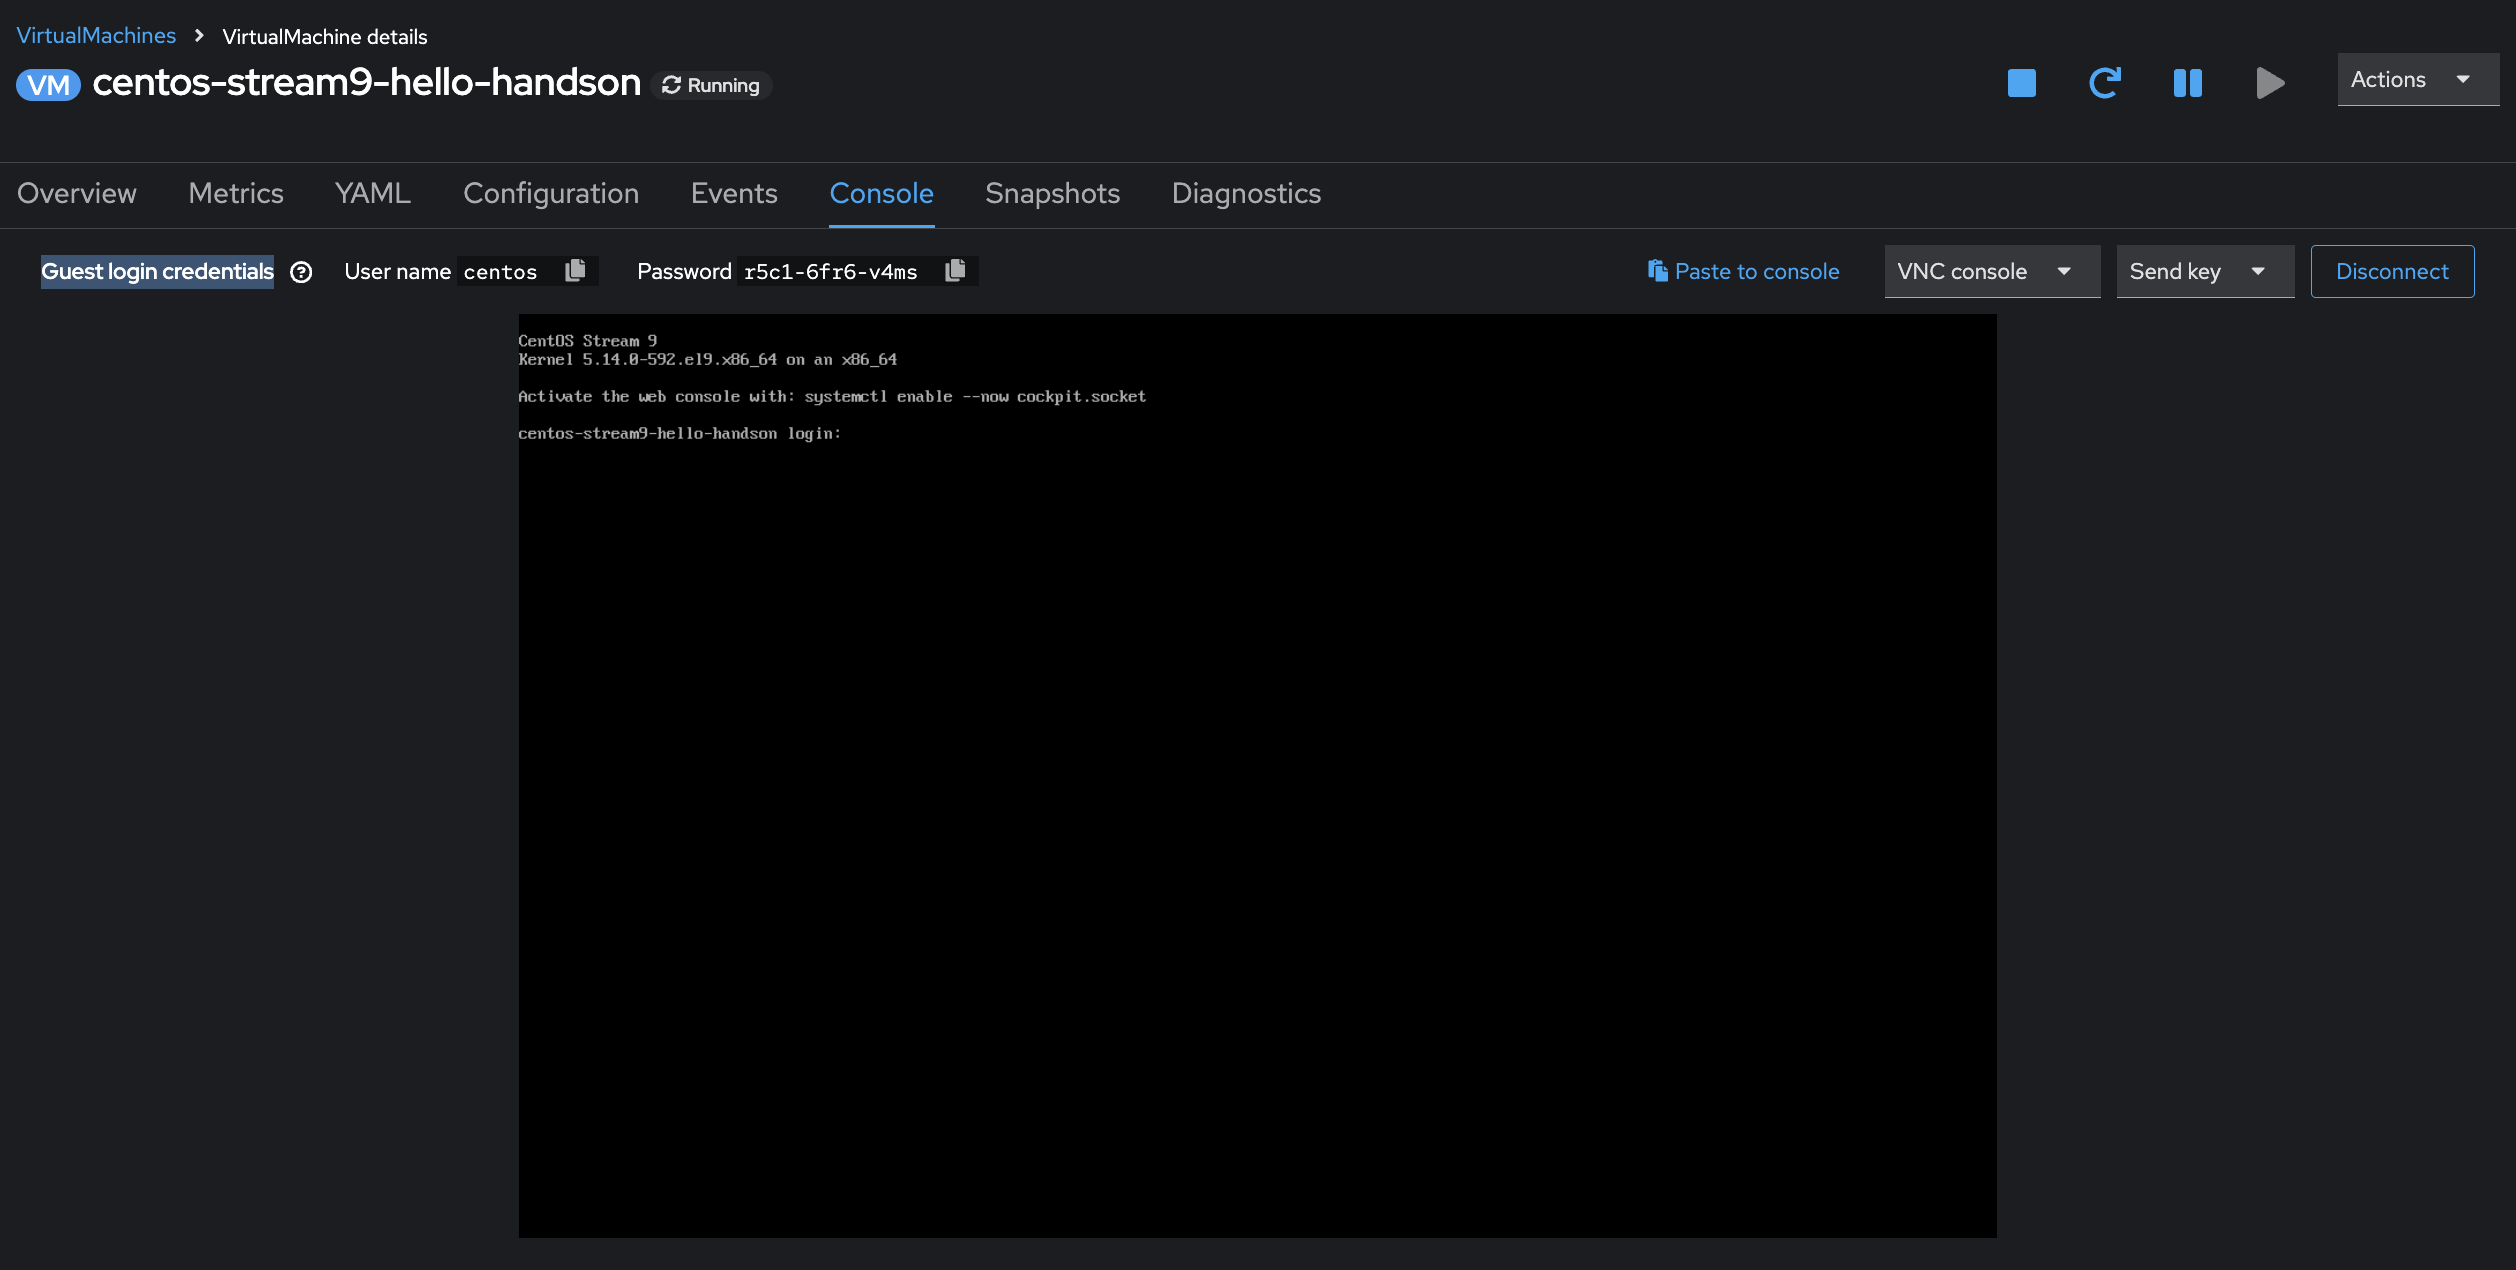 VirtualMachines > VirtualMachine details
VM centos-stream9-hello-handson Running
Actions
Overview Metrics YAML Configuration Events Console Snapshots Diagnostics
Guest login credentials User name centos Password r5c1-6fr6-v4ms Paste to console VNC console Send key Disconnect
CentOS Stream 9
Kernel 5.14.0-592.el9.x86_64 on an x86_64
Activate the web console with: systemctl enable --now cockpit.socket
centos-stream9-hello-handson login: